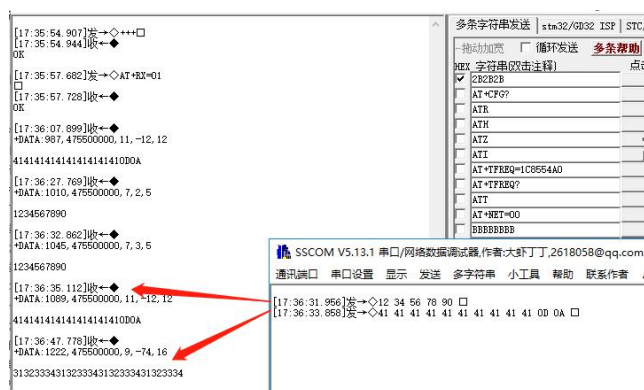 [17:35:54.907]发→◇+++□
[17:35:54.944]收←◆
OK
[17:35:57.682]发→◇AT+RX=01
□
[17:35:57.728]收←◆
OK
[17:36:07.899]收←◆
+DATA:987,475500000,11,-12,12
414141414141414141410D0A
[17:36:27.769]收←◆
+DATA:1010,475500000,7,2,5
1234567890
[17:36:32.862]收←◆
+DATA:1045,475500000,7,3,5
1234567890
[17:36:35.112]收←◆
+DATA:1089,475500000,11,-12,12
414141414141414141410D0A
[17:36:47.778]收←◆
+DATA:1222,475500000,9,-74,16
31323334313233343132333431323334
多条字符串发送 stm32/GD32 ISP STC/
拖动加宽 循环发送 多条帮助
HEX 字符串(双击注释) 点击
2B2B2B
AT+CFG?
ATR
ATH
ATZ
ATI
AT+TFREQ=1C8554A0
AT+TFREQ?
ATT
AT+NET=00
BBBBBBBB
SSCOM V5.13.1 串口/网络数据调试器,作者:大虾丁丁,2618058@qq.com
通讯端口 串口设置 显示 发送 多字符串 小工具 帮助 联系作者
[17:36:31.956]发→◇12 34 56 78 90 □
[17:36:33.858]发→◇41 41 41 41 41 41 41 41 41 41 0D 0A □